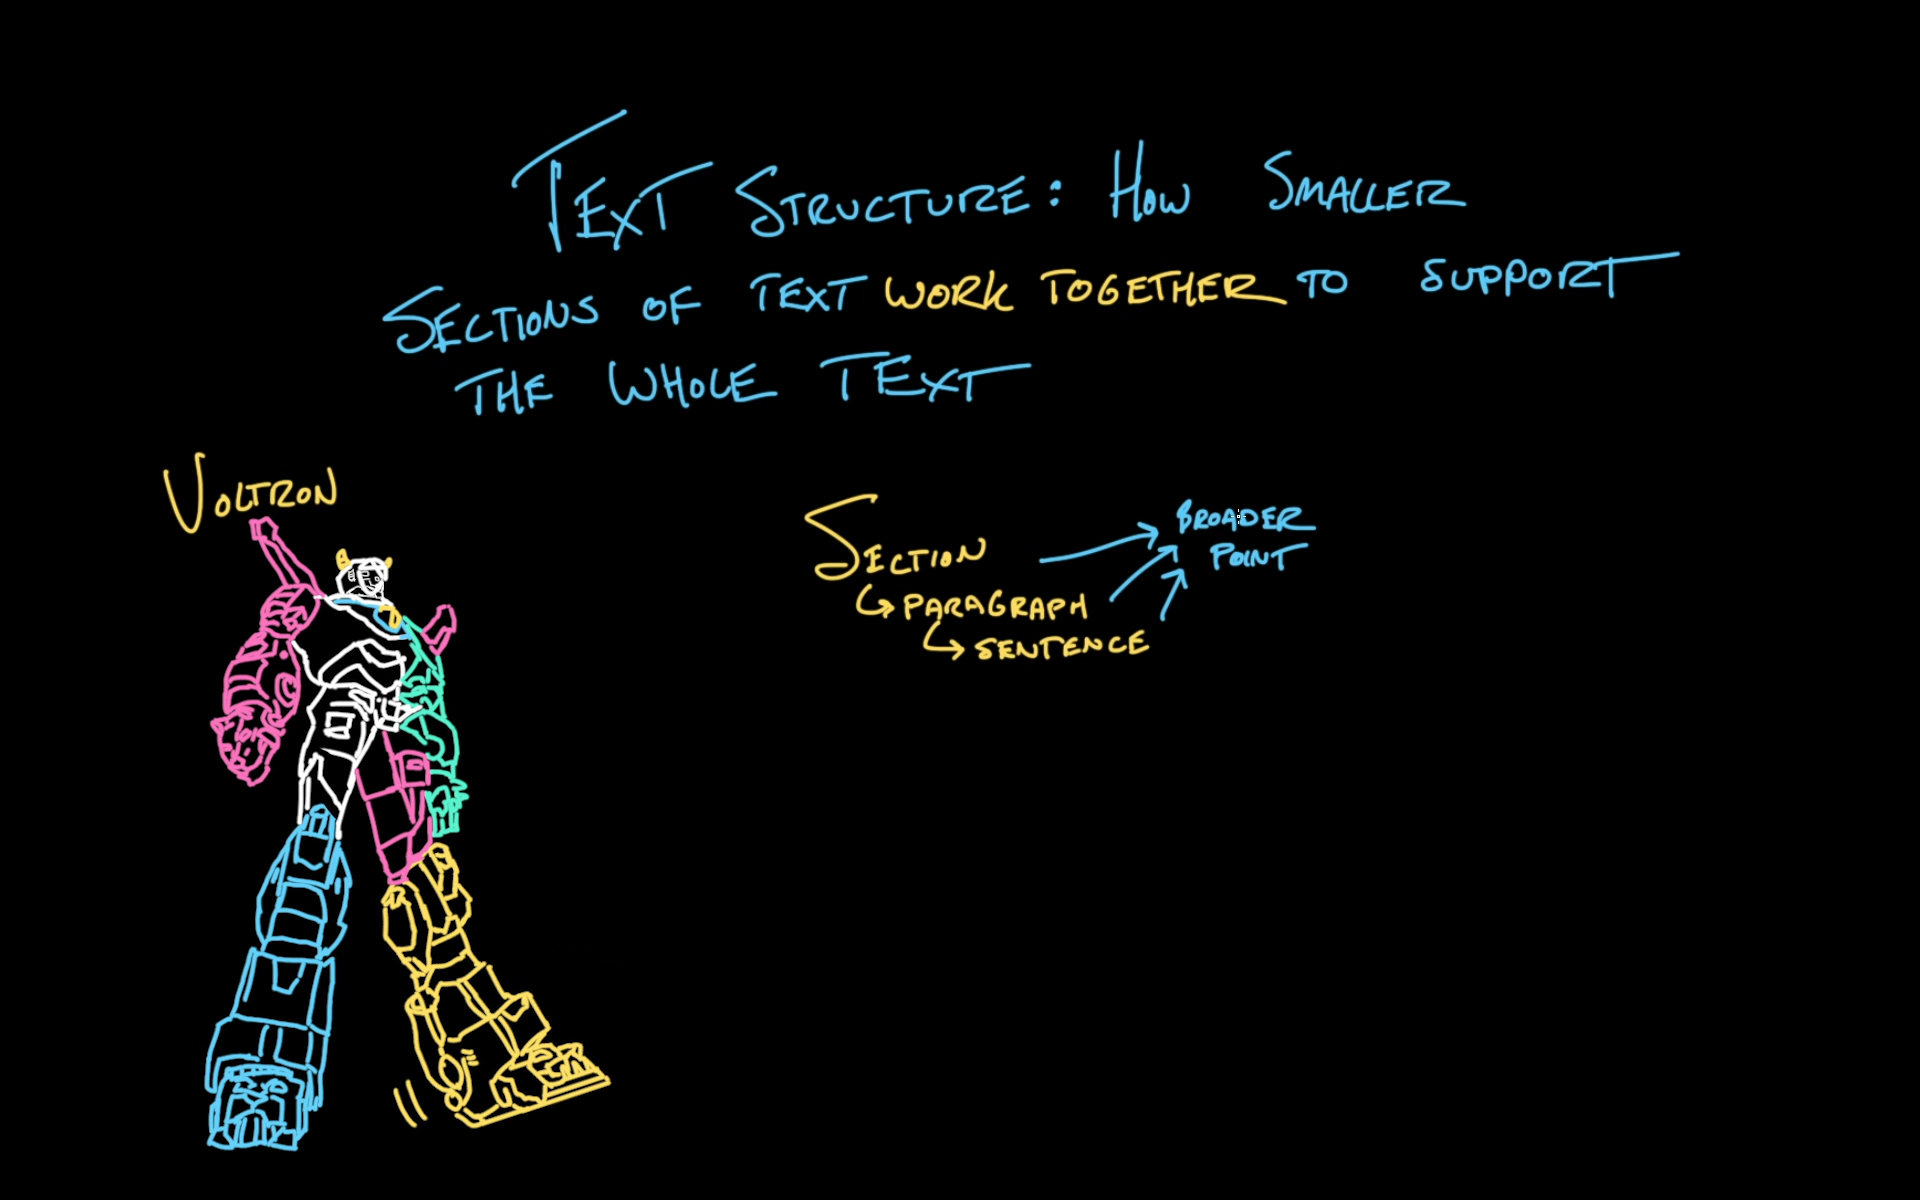 TEXT STRUCTURE: HOW SMALLER
SECTIONS OF TEXT WORK TOGETHER TO SUPPORT
THE WHOLE TEXT
VOLTRON
SECTION
PARAGRAPH
SENTENCE
BROADER
POINT